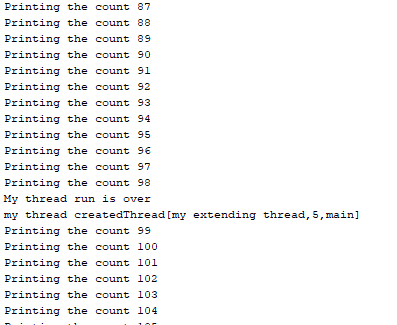 Printing the count 87
Printing the count 88
Printing the count 89
Printing the count 90
Printing the count 91
Printing the count 92
Printing the count 93
Printing the count 94
Printing the count 95
Printing the count 96
Printing the count 97
Printing the count 98
My thread run is over
my thread createdThread[my extending thread,5,main]
Printing the count 99
Printing the count 100
Printing the count 101
Printing the count 102
Printing the count 103
Printing the count 104
Printing the count 105